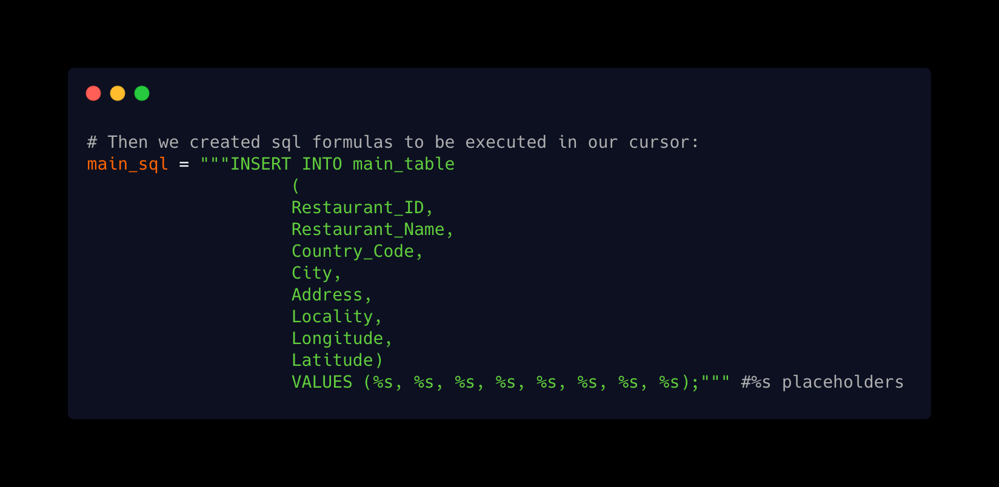 # Then we created sql formulas to be executed in our cursor:
main_sql = """INSERT INTO main_table
(
Restaurant_ID,
Restaurant_Name,
Country_Code,
City,
Address,
Locality,
Longitude,
Latitude)
VALUES (%s, %s, %s, %s, %s, %s, %s, %s);""" #%s placeholders